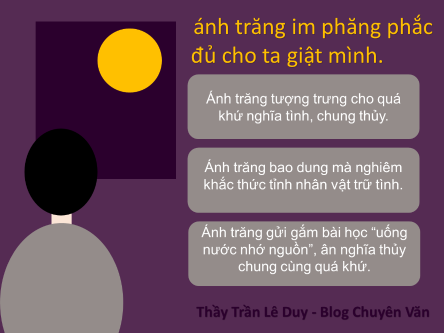 ánh trăng im phăng phắc
đủ cho ta giật mình.
Ánh trăng tượng trưng cho quá
khứ nghĩa tình, chung thủy.
Ánh trăng bao dung mà nghiêm
khắc thức tỉnh nhân vật trữ tình.
Ánh trăng gửi gắm bài học “uống
nước nhớ nguồn”, ân nghĩa thủy
chung cùng quá khứ.
Thầy Trần Lê Duy - Blog Chuyên Văn